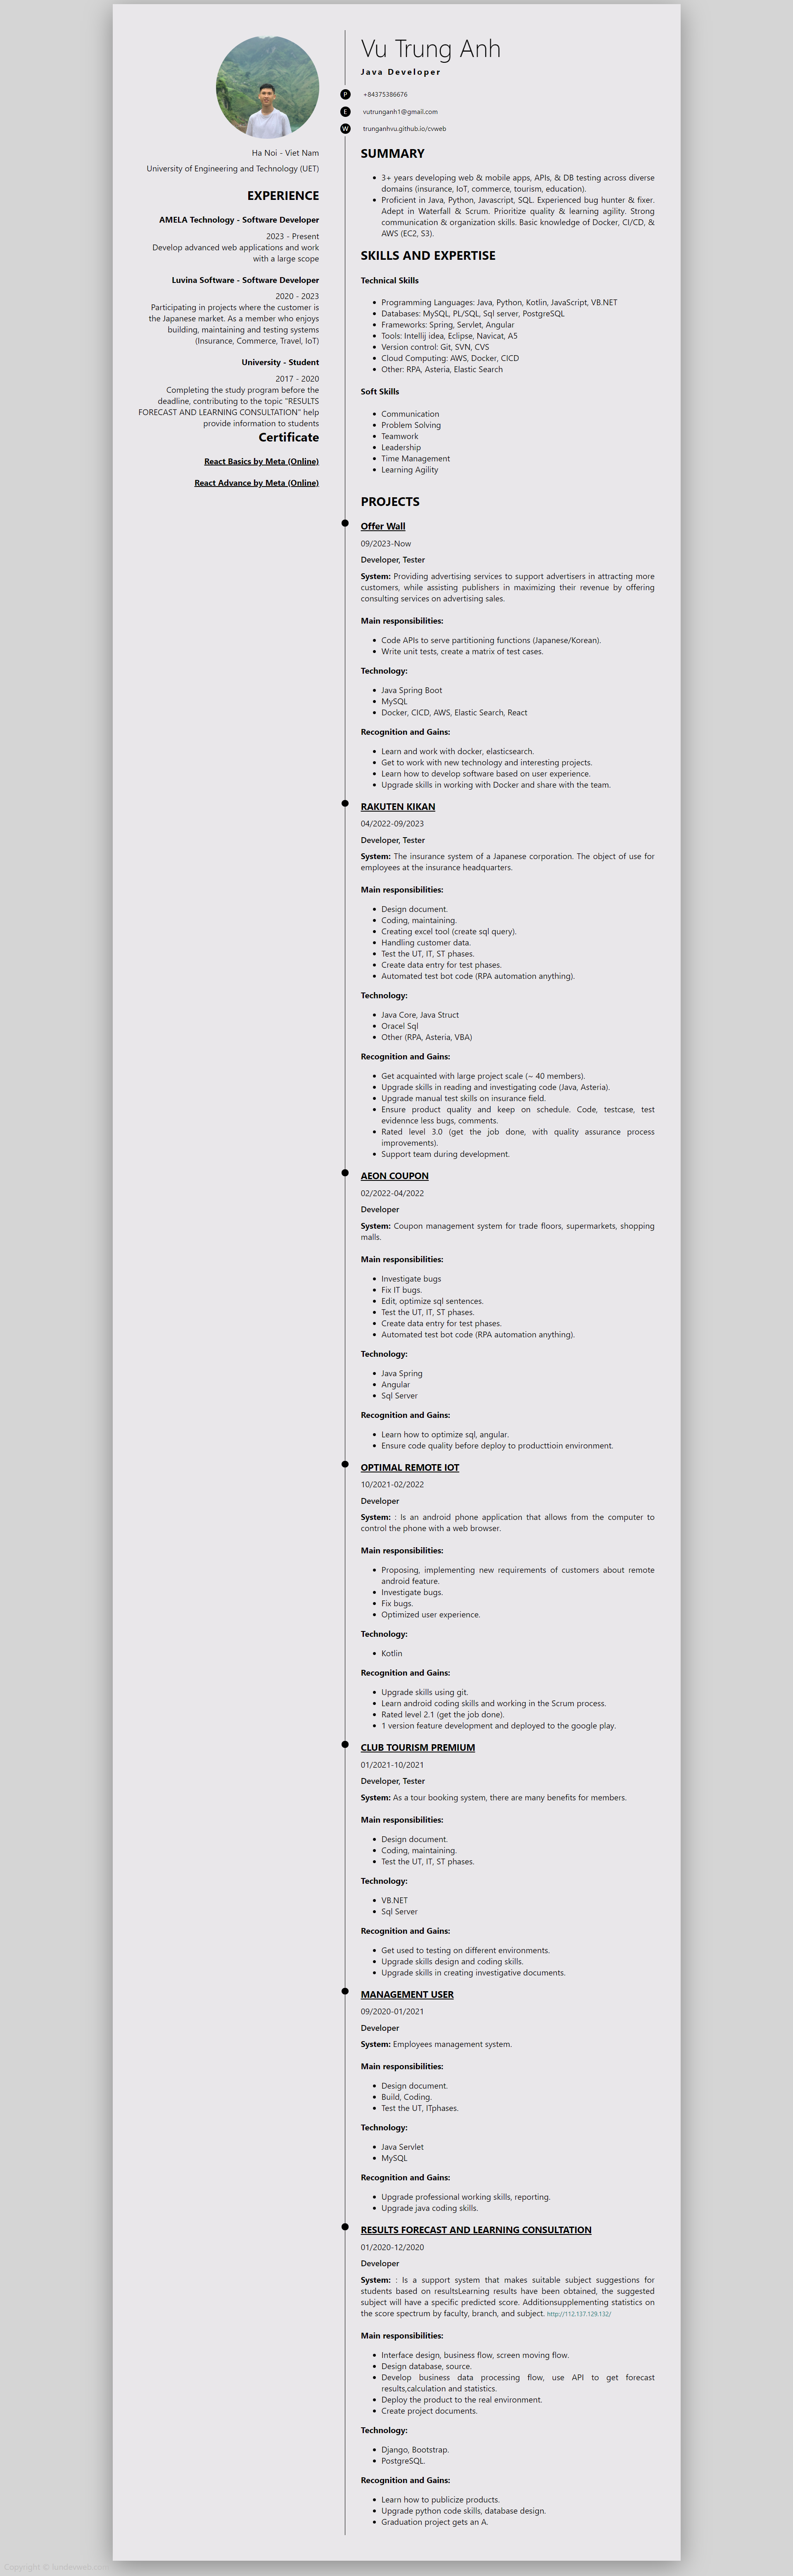 Ha Noi - Viet Nam
University of Engineering and Technology (UET)
EXPERIENCE
AMELA Technology - Software Developer
2023 - Present
Develop advanced web applications and work
with a large scope
Luvina Software - Software Developer
2020 - 2023
Participating in projects where the customer is
the Japanese market. As a member who enjoys
building, maintaining and testing systems
(Insurance, Commerce, Travel, IoT)
University - Student
2017 - 2020
Completing the study program before the
deadline, contributing to the topic "RESULTS
FORECAST AND LEARNING CONSULTATION" help
provide information to students
Certificate
React Basics by Meta (Online)
React Advance by Meta (Online)
Vu Trung Anh
Java Developer
P +84375386676
E vutrunganh1@gmail.com
W trunganhvu.github.io/cvweb
SUMMARY
• 3+ years developing web & mobile apps, APIs, & DB testing across diverse
domains (insurance, IoT, commerce, tourism, education).
• Proficient in Java, Python, Javascript, SQL. Experienced bug hunter & fixer.
Adept in Waterfall & Scrum. Prioritize quality & learning agility. Strong
communication & organization skills. Basic knowledge of Docker, CI/CD, &
AWS (EC2, S3).
SKILLS AND EXPERTISE
Technical Skills
• Programming Languages: Java, Python, Kotlin, JavaScript, VB.NET
• Databases: MySQL, PL/SQL, Sql server, PostgreSQL
• Frameworks: Spring, Servlet, Angular
• Tools: Intellij idea, Eclipse, Navicat, A5
• Version control: Git, SVN, CVS
• Cloud Computing: AWS, Docker, CICD
• Other: RPA, Asteria, Elastic Search
Soft Skills
• Communication
• Problem Solving
• Teamwork
• Leadership
• Time Management
• Learning Agility
PROJECTS
Offer Wall
09/2023-Now
Developer, Tester
System: Providing advertising services to support advertisers in attracting more
customers, while assisting publishers in maximizing their revenue by offering
consulting services on advertising sales.
Main responsibilities:
• Code APIs to serve partitioning functions (Japanese/Korean).
• Write unit tests, create a matrix of test cases.
Technology:
• Java Spring Boot
• MySQL
• Docker, CICD, AWS, Elastic Search, React
Recognition and Gains:
• Learn and work with docker, elasticsearch.
• Get to work with new technology and interesting projects.
• Learn how to develop software based on user experience.
• Upgrade skills in working with Docker and share with the team.
RAKUTEN KIKAN
04/2022-09/2023
Developer, Tester
System: The insurance system of a Japanese corporation. The object of use for
employees at the insurance headquarters.
Main responsibilities:
• Design document.
• Coding, maintaining.
• Creating excel tool (create sql query).
• Handling customer data.
• Test the UT, IT, ST phases.
• Create data entry for test phases.
• Automated test bot code (RPA automation anything).
Technology:
• Java Core, Java Struct
• Oracel Sql
• Other (RPA, Asteria, VBA)
Recognition and Gains:
• Get acquainted with large project scale (~ 40 members).
• Upgrade skills in reading and investigating code (Java, Asteria).
• Upgrade manual test skills on insurance field.
• Ensure product quality and keep on schedule. Code, testcase, test
evidennce less bugs, comments.
• Rated level 3.0 (get the job done, with quality assurance process
improvements).
• Support team during development.
AEON COUPON
02/2022-04/2022
Developer
System: Coupon management system for trade floors, supermarkets, shopping
malls.
Main responsibilities:
• Investigate bugs
• Fix IT bugs.
• Edit, optimize sql sentences.
• Test the UT, IT, ST phases.
• Create data entry for test phases.
• Automated test bot code (RPA automation anything).
Technology:
• Java Spring
• Angular
• Sql Server
Recognition and Gains:
• Learn how to optimize sql, angular.
• Ensure code quality before deploy to producttioin environment.
OPTIMAL REMOTE IOT
10/2021-02/2022
Developer
System: : Is an android phone application that allows from the computer to
control the phone with a web browser.
Main responsibilities:
• Proposing, implementing new requirements of customers about remote
android feature.
• Investigate bugs.
• Fix bugs.
• Optimized user experience.
Technology:
• Kotlin
Recognition and Gains:
• Upgrade skills using git.
• Learn android coding skills and working in the Scrum process.
• Rated level 2.1 (get the job done).
• 1 version feature development and deployed to the google play.
CLUB TOURISM PREMIUM
01/2021-10/2021
Developer, Tester
System: As a tour booking system, there are many benefits for members.
Main responsibilities:
• Design document.
• Coding, maintaining.
• Test the UT, IT, ST phases.
Technology:
• VB.NET
• Sql Server
Recognition and Gains:
• Get used to testing on different environments.
• Upgrade skills design and coding skills.
• Upgrade skills in creating investigative documents.
MANAGEMENT USER
09/2020-01/2021
Developer
System: Employees management system.
Main responsibilities:
• Design document.
• Build, Coding.
• Test the UT, ITphases.
Technology:
• Java Servlet
• MySQL
Recognition and Gains:
• Upgrade professional working skills, reporting.
• Upgrade java coding skills.
RESULTS FORECAST AND LEARNING CONSULTATION
01/2020-12/2020
Developer
System: : Is a support system that makes suitable subject suggestions for
students based on resultsLearning results have been obtained, the suggested
subject will have a specific predicted score. Additionsupplementing statistics on
the score spectrum by faculty, branch, and subject. http://112.137.129.132/
Main responsibilities:
• Interface design, business flow, screen moving flow.
• Design database, source.
• Develop business data processing flow, use API to get forecast
results,calculation and statistics.
• Deploy the product to the real environment.
• Create project documents.
Technology:
• Django, Bootstrap.
• PostgreSQL.
Recognition and Gains:
• Learn how to publicize products.
• Upgrade python code skills, database design.
• Graduation project gets an A.
Copyright ©